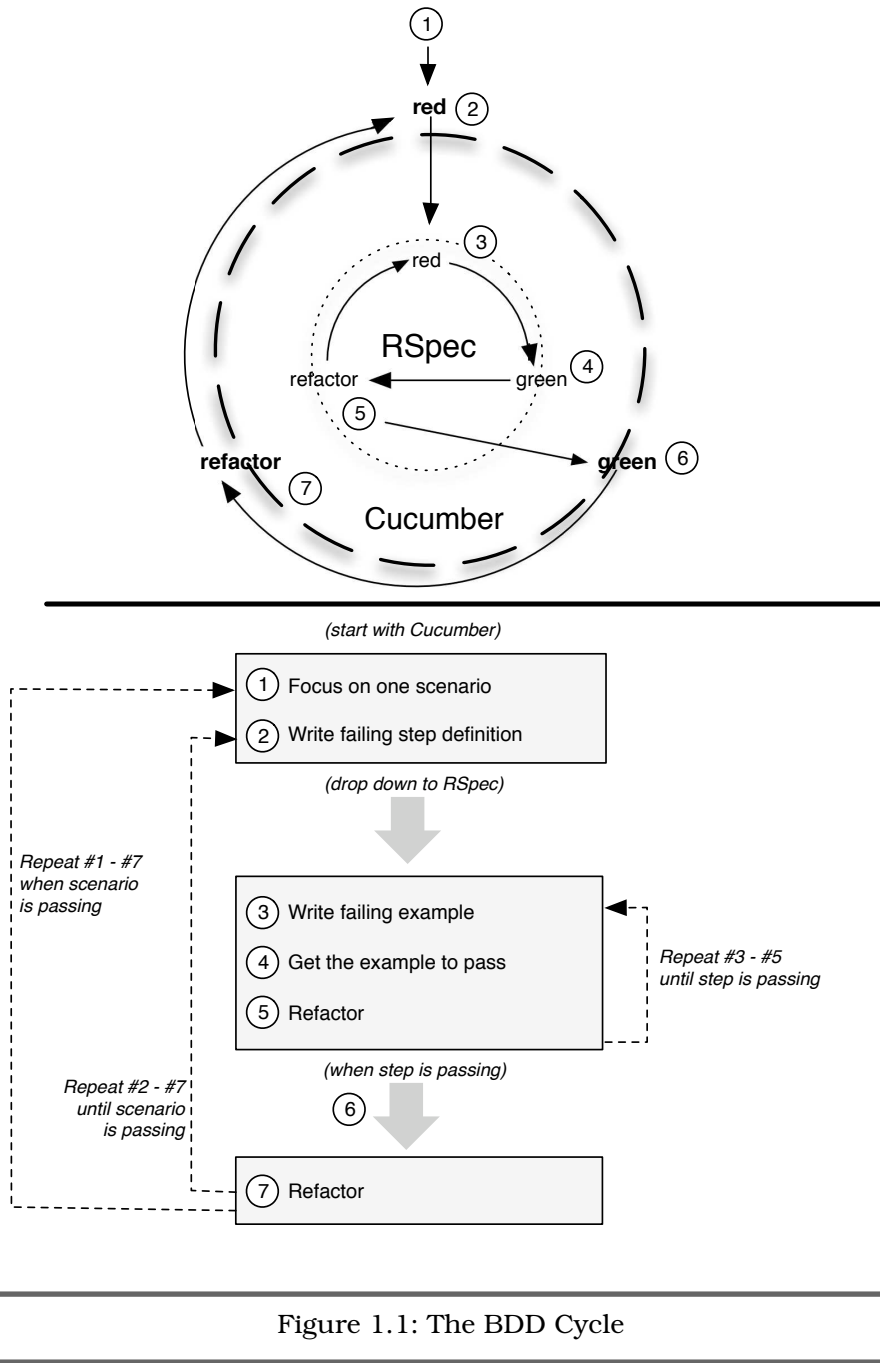 1
red 2
3
red
RSpec
refactor
green 4
5
refactor
green 6
7
Cucumber
(start with Cucumber)
1 Focus on one scenario
2 Write failing step definition
(drop down to RSpec)
Repeat #1 - #7
when scenario
is passing
3 Write failing example
4 Get the example to pass
5 Refactor
Repeat #3 - #5
until step is passing
(when step is passing)
6
Repeat #2 - #7
until scenario
is passing
7 Refactor
Figure 1.1: The BDD Cycle